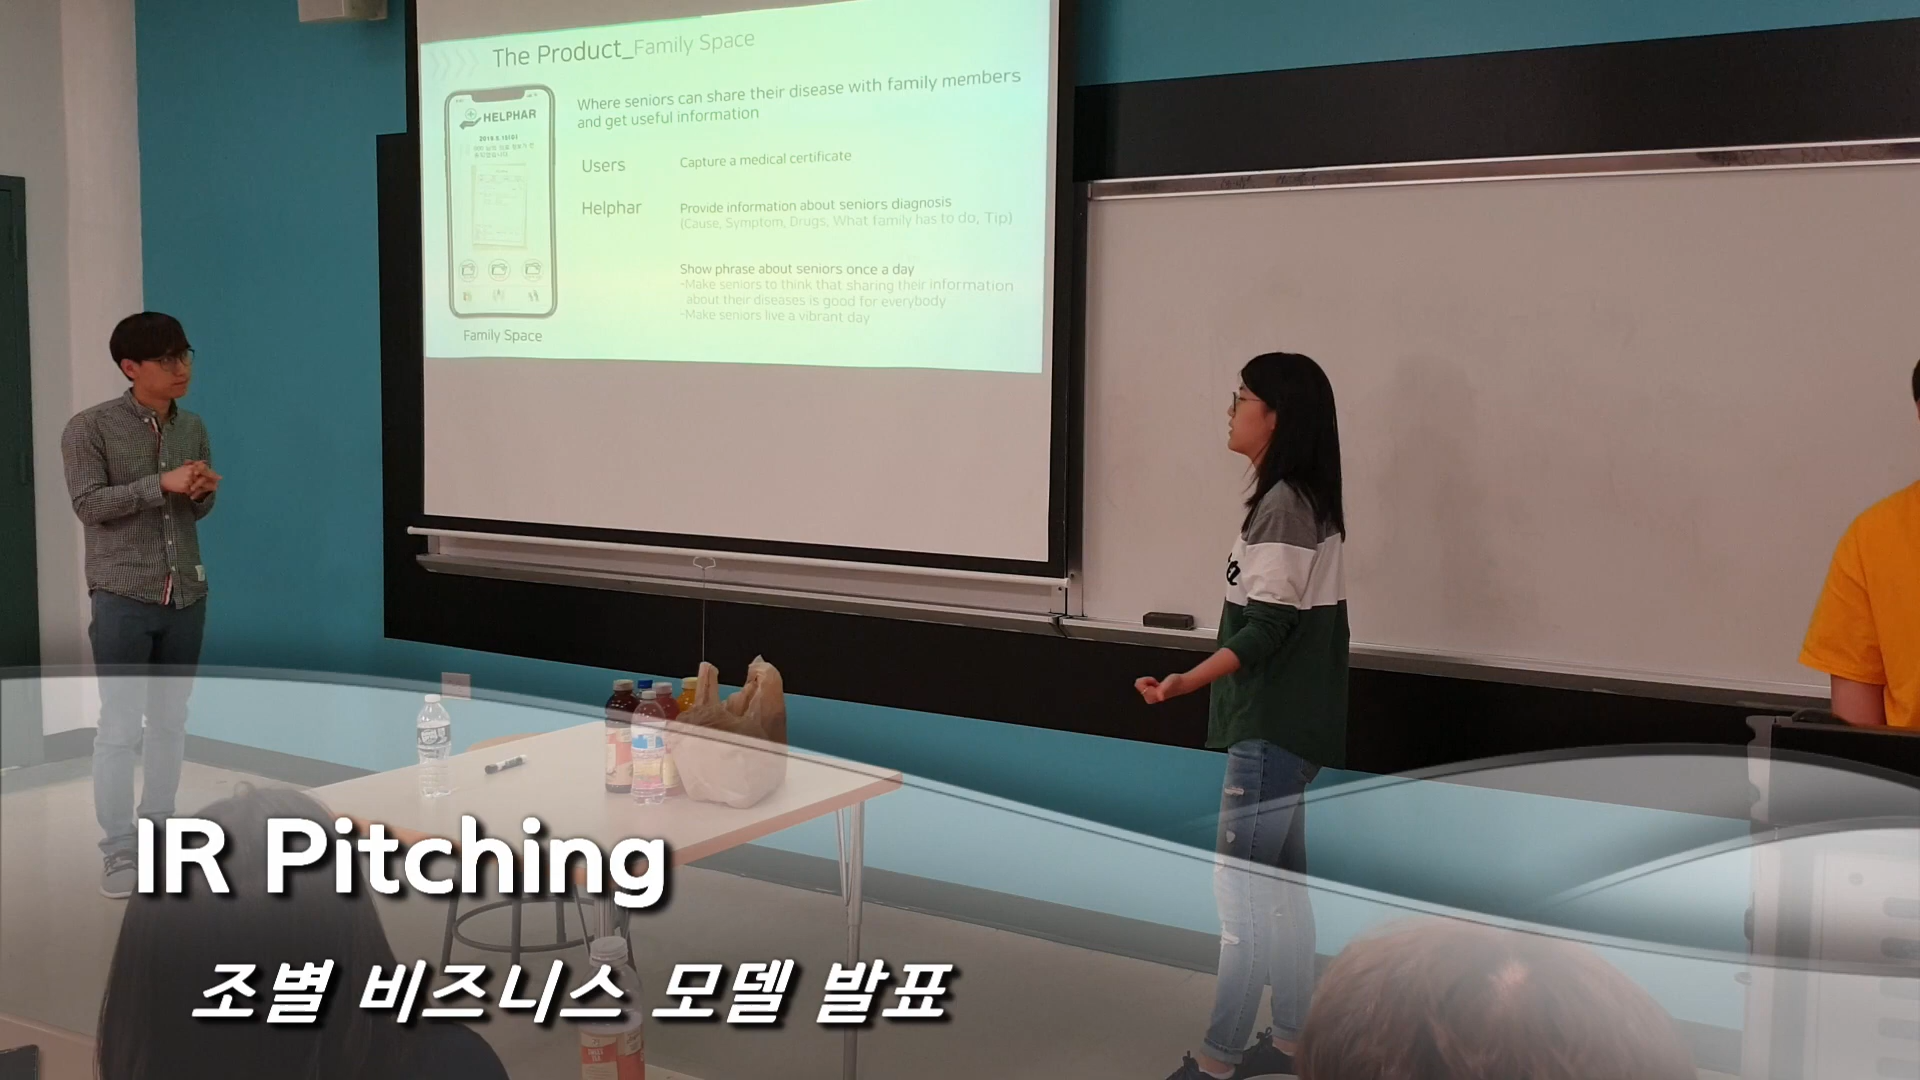 The Product_Family Space
Where seniors can share their disease with family members
and get useful information
HELPHAR
Users Capture a medical certificate
Helphar Provide information about seniors diagnosis
(Cause, Symptom, Drugs, What family has to do, Tip)
Show phrase about seniors once a day
-Make seniors to think that sharing their information
about their diseases is good for everybody
-Make seniors live a vibrant day
Family Space
IR Pitching
조별 비즈니스 모델 발표